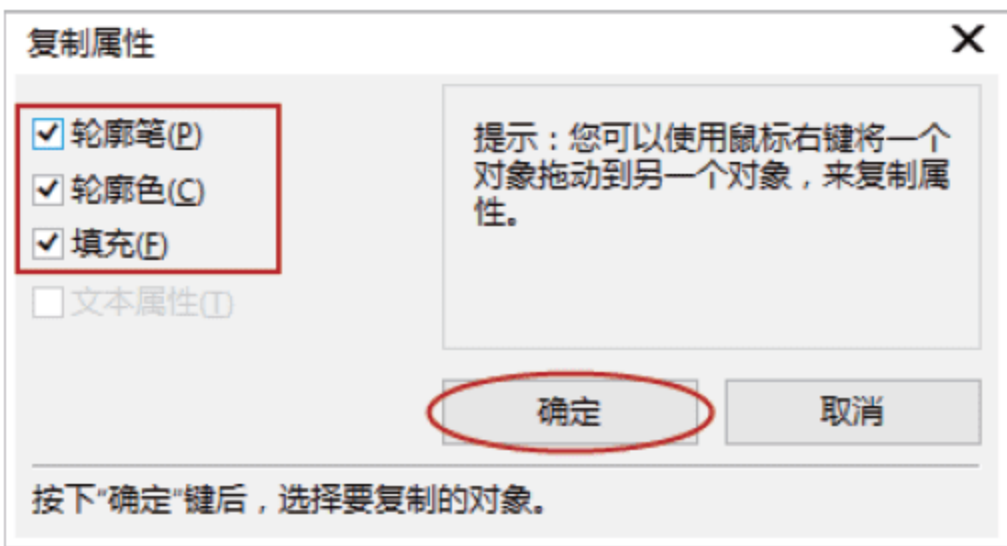 复制属性
轮廓笔(P)
轮廓色(C)
填充(F)
文本属性(T)
提示：您可以使用鼠标右键将一个
对象拖动到另一个对象，来复制属
性。
确定
取消
按下"确定"键后，选择要复制的对象。